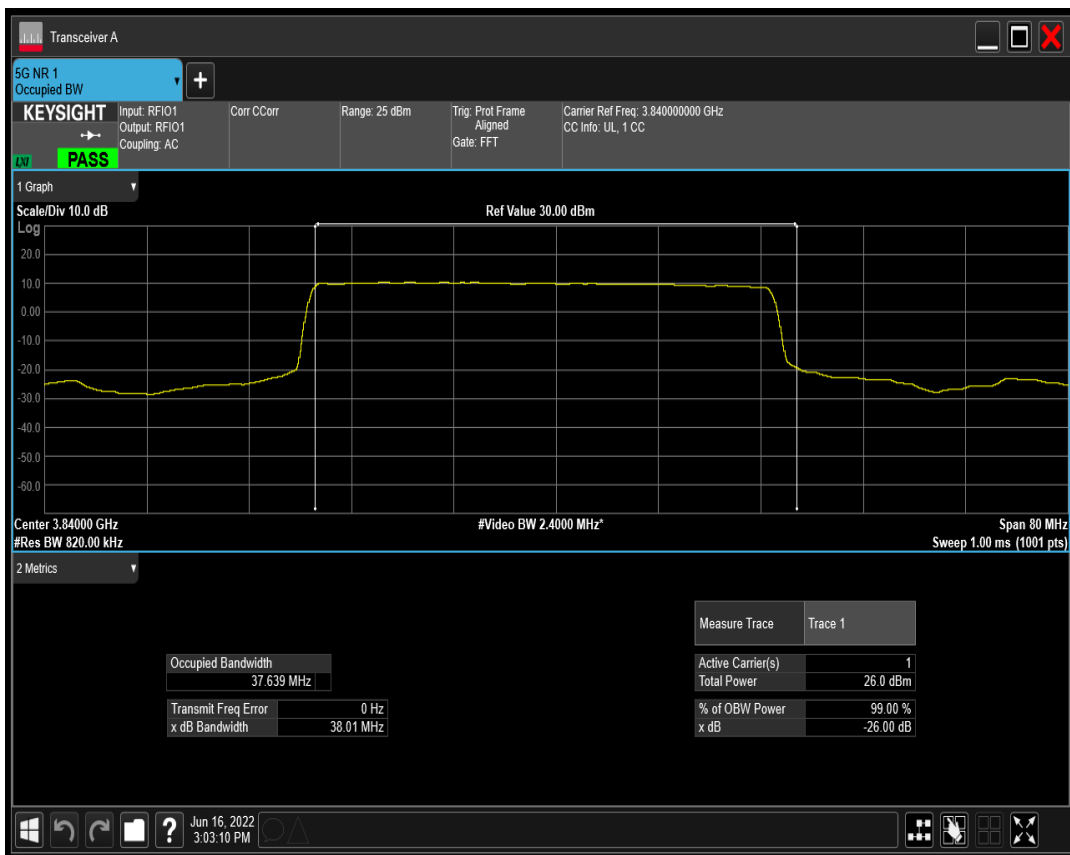 Transceiver A
5G NR 1
Occupied BW
+
KEYSIGHT
LXI
PASS
Input: RFIO1
Output: RFIO1
Coupling: AC
Corr CCorr
Range: 25 dBm
Trig: Prot Frame
Aligned
Gate: FFT
Carrier Ref Freq: 3.840000000 GHz
CC Info: UL, 1 CC
1 Graph
Scale/Div 10.0 dB
Ref Value 30.00 dBm
Log
20.0
10.0
0.00
-10.0
-20.0
-30.0
-40.0
-50.0
-60.0
Center 3.84000 GHz
#Video BW 2.4000 MHz*
Span 80 MHz
#Res BW 820.00 kHz
Sweep 1.00 ms (1001 pts)
2 Metrics
Measure Trace Trace 1
Occupied Bandwidth
37.639 MHz
Active Carrier(s) 1
Total Power 26.0 dBm
Transmit Freq Error 0 Hz
x dB Bandwidth 38.01 MHz
% of OBW Power 99.00 %
x dB -26.00 dB
?
Jun 16, 2022
3:03:10 PM